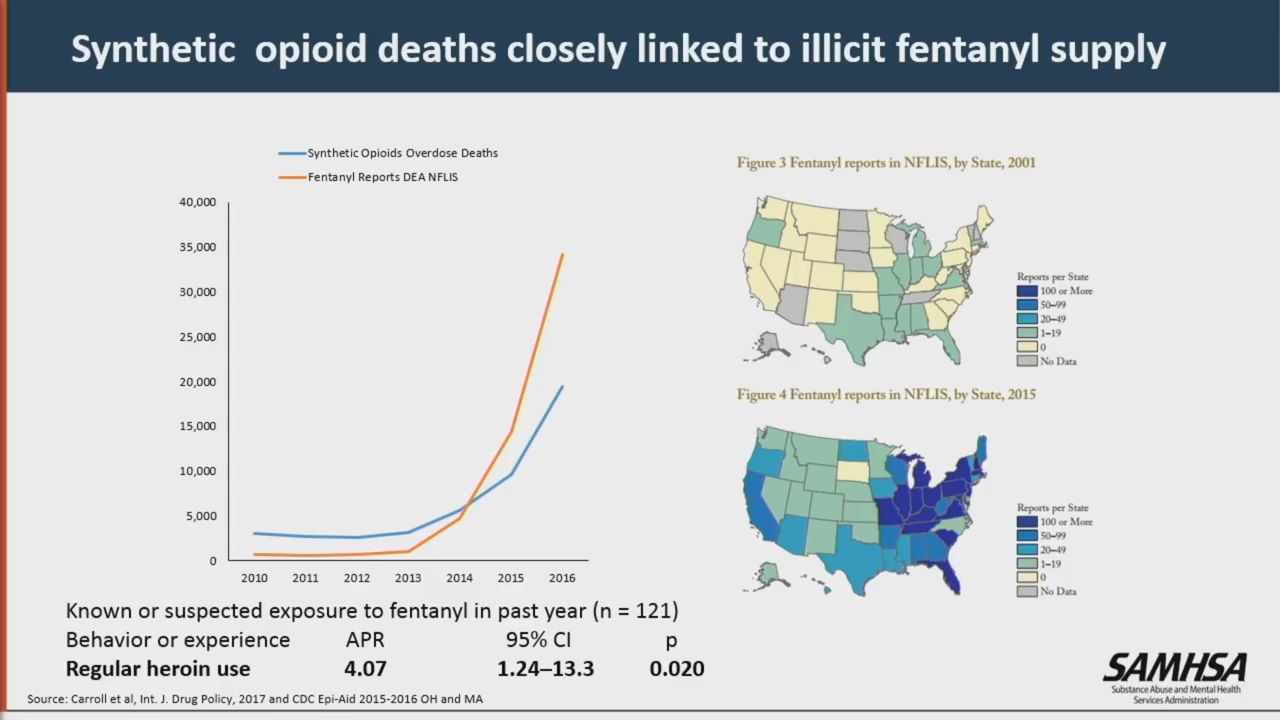 Synthetic opioid deaths closely linked to illicit fentanyl supply
Synthetic Opioids Overdose Deaths
Fentanyl Reports DEA NFLIS
40,000
35,000
30,000
25,000
20,000
15,000
10,000
5,000
0
2010 2011 2012 2013 2014 2015 2016
Figure 3 Fentanyl reports in NFLIS, by State, 2001
Reports per State
100 or More
50–99
20–49
1–19
0
No Data
Figure 4 Fentanyl reports in NFLIS, by State, 2015
Reports per State
100 or More
50–99
20–49
1–19
0
No Data
Known or suspected exposure to fentanyl in past year (n = 121)
Behavior or experience APR 95% CI p
Regular heroin use 4.07 1.24–13.3 0.020
Source: Carroll et al, Int. J. Drug Policy, 2017 and CDC Epi-Aid 2015-2016 OH and MA
SAMHSA
Substance Abuse and Mental Health
Services Administration